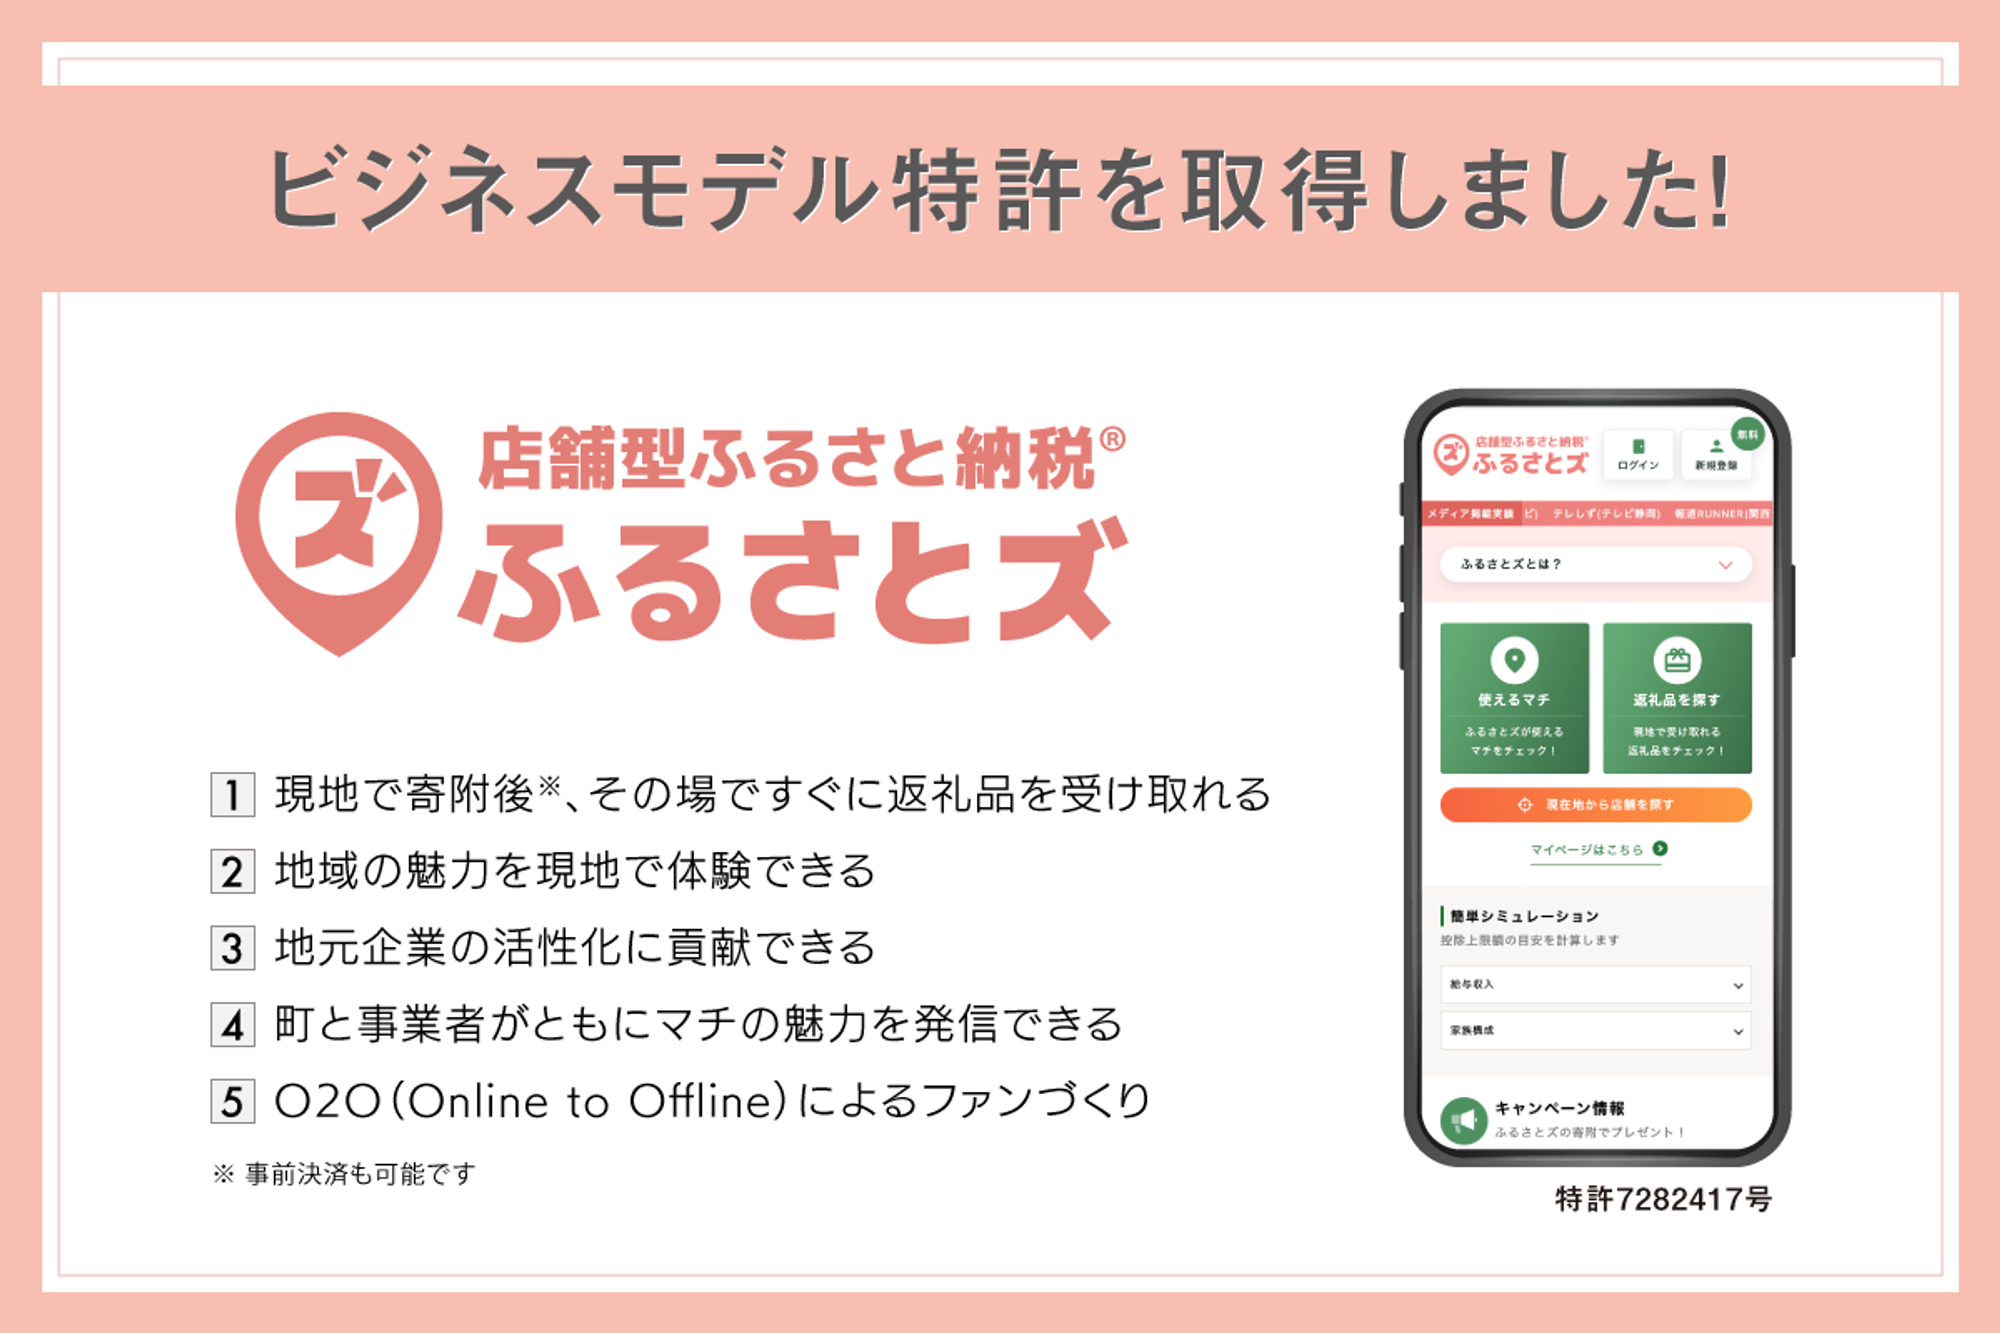 ビジネスモデル特許を取得しました!
ズ
店舗型ふるさと納税®
ふるさとズ
1 現地で寄附後※、その場ですぐに返礼品を受け取れる
2 地域の魅力を現地で体験できる
3 地元企業の活性化に貢献できる
4 町と事業者がともにマチの魅力を発信できる
5 O2O（Online to Offline）によるファンづくり
※ 事前決済も可能です
ズ
店舗型ふるさと納税®
ふるさとズ
ログイン
新規登録
無料
メディア掲載実績 ビ） テレしず(テレビ静岡) 報道RUNNER(関西
ふるさとズとは？
使えるマチ
ふるさとズが使える
マチをチェック！
返礼品を探す
現地で受け取れる
返礼品をチェック！
現在地から店舗を探す
マイページはこちら
簡単シミュレーション
控除上限額の目安を計算します
給与収入
家族構成
キャンペーン情報
ふるさとズの寄附でプレゼント！
特許7282417号